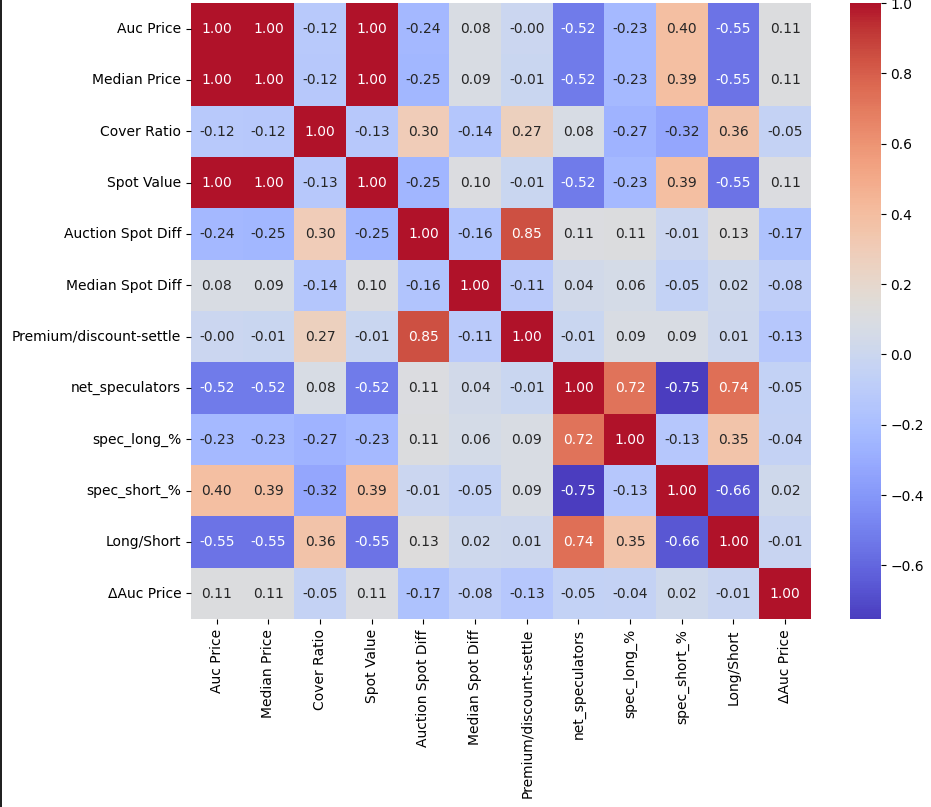 Auc Price 1.00 1.00 -0.12 1.00 -0.24 0.08 -0.00 -0.52 -0.23 0.40 -0.55 0.11
Median Price 1.00 1.00 -0.12 1.00 -0.25 0.09 -0.01 -0.52 -0.23 0.39 -0.55 0.11
Cover Ratio -0.12 -0.12 1.00 -0.13 0.30 -0.14 0.27 0.08 -0.27 -0.32 0.36 -0.05
Spot Value 1.00 1.00 -0.13 1.00 -0.25 0.10 -0.01 -0.52 -0.23 0.39 -0.55 0.11
Auction Spot Diff -0.24 -0.25 0.30 -0.25 1.00 -0.16 0.85 0.11 0.11 -0.01 0.13 -0.17
Median Spot Diff 0.08 0.09 -0.14 0.10 -0.16 1.00 -0.11 0.04 0.06 -0.05 0.02 -0.08
Premium/discount-settle -0.00 -0.01 0.27 -0.01 0.85 -0.11 1.00 -0.01 0.09 0.09 0.01 -0.13
net_speculators -0.52 -0.52 0.08 -0.52 0.11 0.04 -0.01 1.00 0.72 -0.75 0.74 -0.05
spec_long_% -0.23 -0.23 -0.27 -0.23 0.11 0.06 0.09 0.72 1.00 -0.13 0.35 -0.04
spec_short_% 0.40 0.39 -0.32 0.39 -0.01 -0.05 0.09 -0.75 -0.13 1.00 -0.66 0.02
Long/Short -0.55 -0.55 0.36 -0.55 0.13 0.02 0.01 0.74 0.35 -0.66 1.00 -0.01
ΔAuc Price 0.11 0.11 -0.05 0.11 -0.17 -0.08 -0.13 -0.05 -0.04 0.02 -0.01 1.00
Auc Price
Median Price
Cover Ratio
Spot Value
Auction Spot Diff
Median Spot Diff
Premium/discount-settle
net_speculators
spec_long_%
spec_short_%
Long/Short
ΔAuc Price
1.0
0.8
0.6
0.4
0.2
0.0
−0.2
−0.4
−0.6